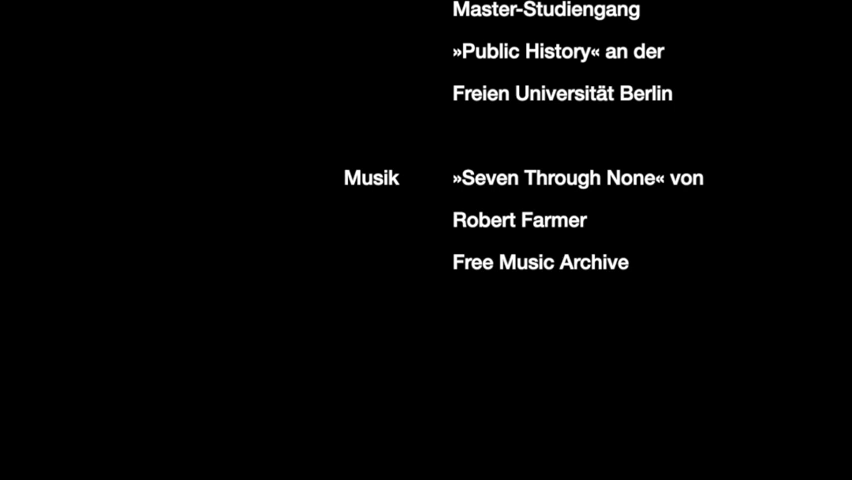 Master-Studiengang
»Public History« an der
Freien Universität Berlin
Musik »Seven Through None« von
Robert Farmer
Free Music Archive